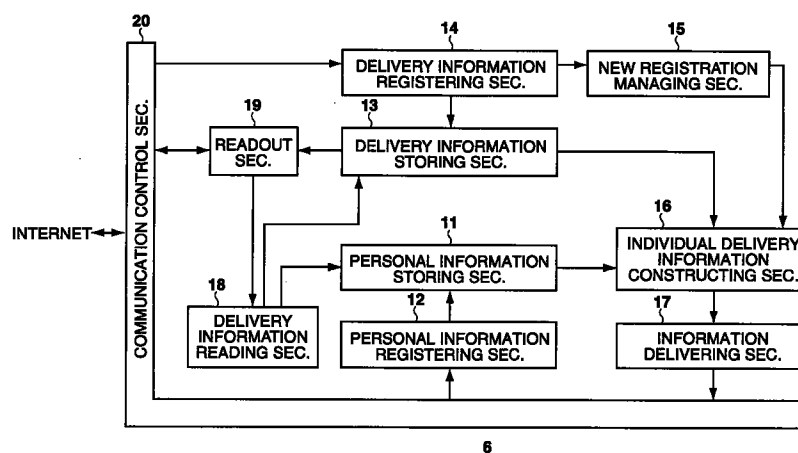 20
COMMUNICATION CONTROL SEC.
14
DELIVERY INFORMATION
REGISTERING SEC.
15
NEW REGISTRATION
MANAGING SEC.
19
READOUT
SEC.
13
DELIVERY INFORMATION
STORING SEC.
INTERNET
11
PERSONAL INFORMATION
STORING SEC.
16
INDIVIDUAL DELIVERY
INFORMATION
CONSTRUCTING SEC.
18
DELIVERY
INFORMATION
READING SEC.
12
PERSONAL INFORMATION
REGISTERING SEC.
17
INFORMATION
DELIVERING SEC.
6